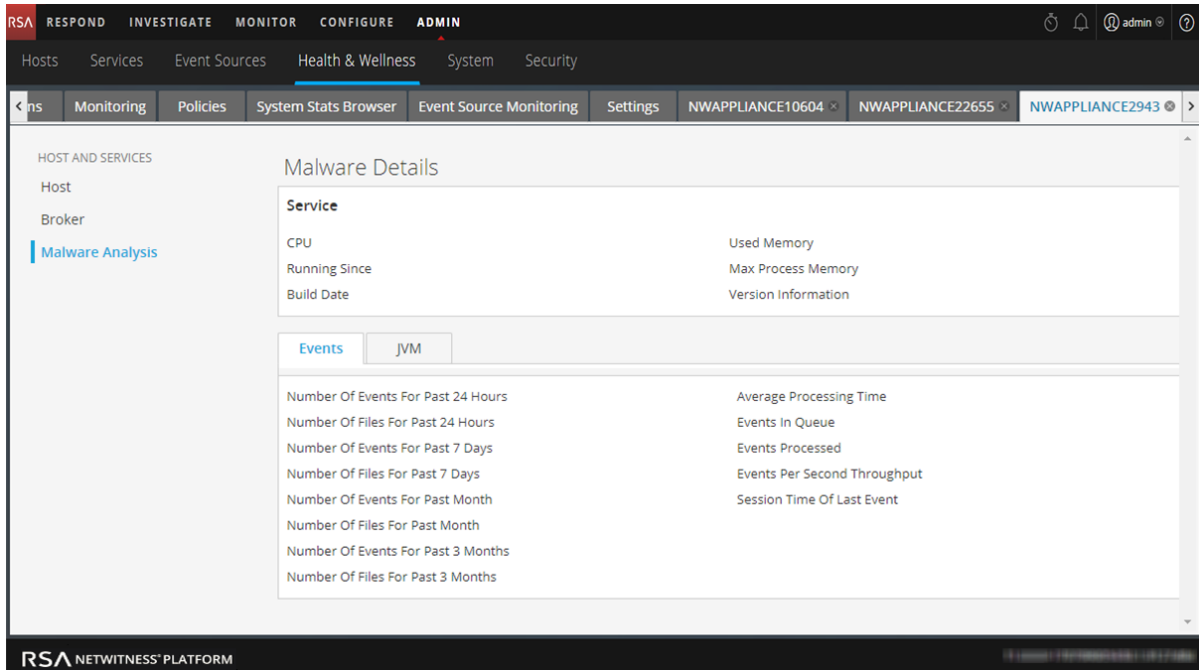 RSA RESPOND INVESTIGATE MONITOR CONFIGURE ADMIN admin
Hosts Services Event Sources Health & Wellness System Security
ns Monitoring Policies System Stats Browser Event Source Monitoring Settings NWAPPLIANCE10604 NWAPPLIANCE22655 NWAPPLIANCE2943
HOST AND SERVICES
Host
Broker
Malware Analysis
Malware Details
Service
CPU Used Memory
Running Since Max Process Memory
Build Date Version Information
Events JVM
Number Of Events For Past 24 Hours Average Processing Time
Number Of Files For Past 24 Hours Events In Queue
Number Of Events For Past 7 Days Events Processed
Number Of Files For Past 7 Days Events Per Second Throughput
Number Of Events For Past Month Session Time Of Last Event
Number Of Files For Past Month
Number Of Events For Past 3 Months
Number Of Files For Past 3 Months
RSA NETWITNESS® PLATFORM